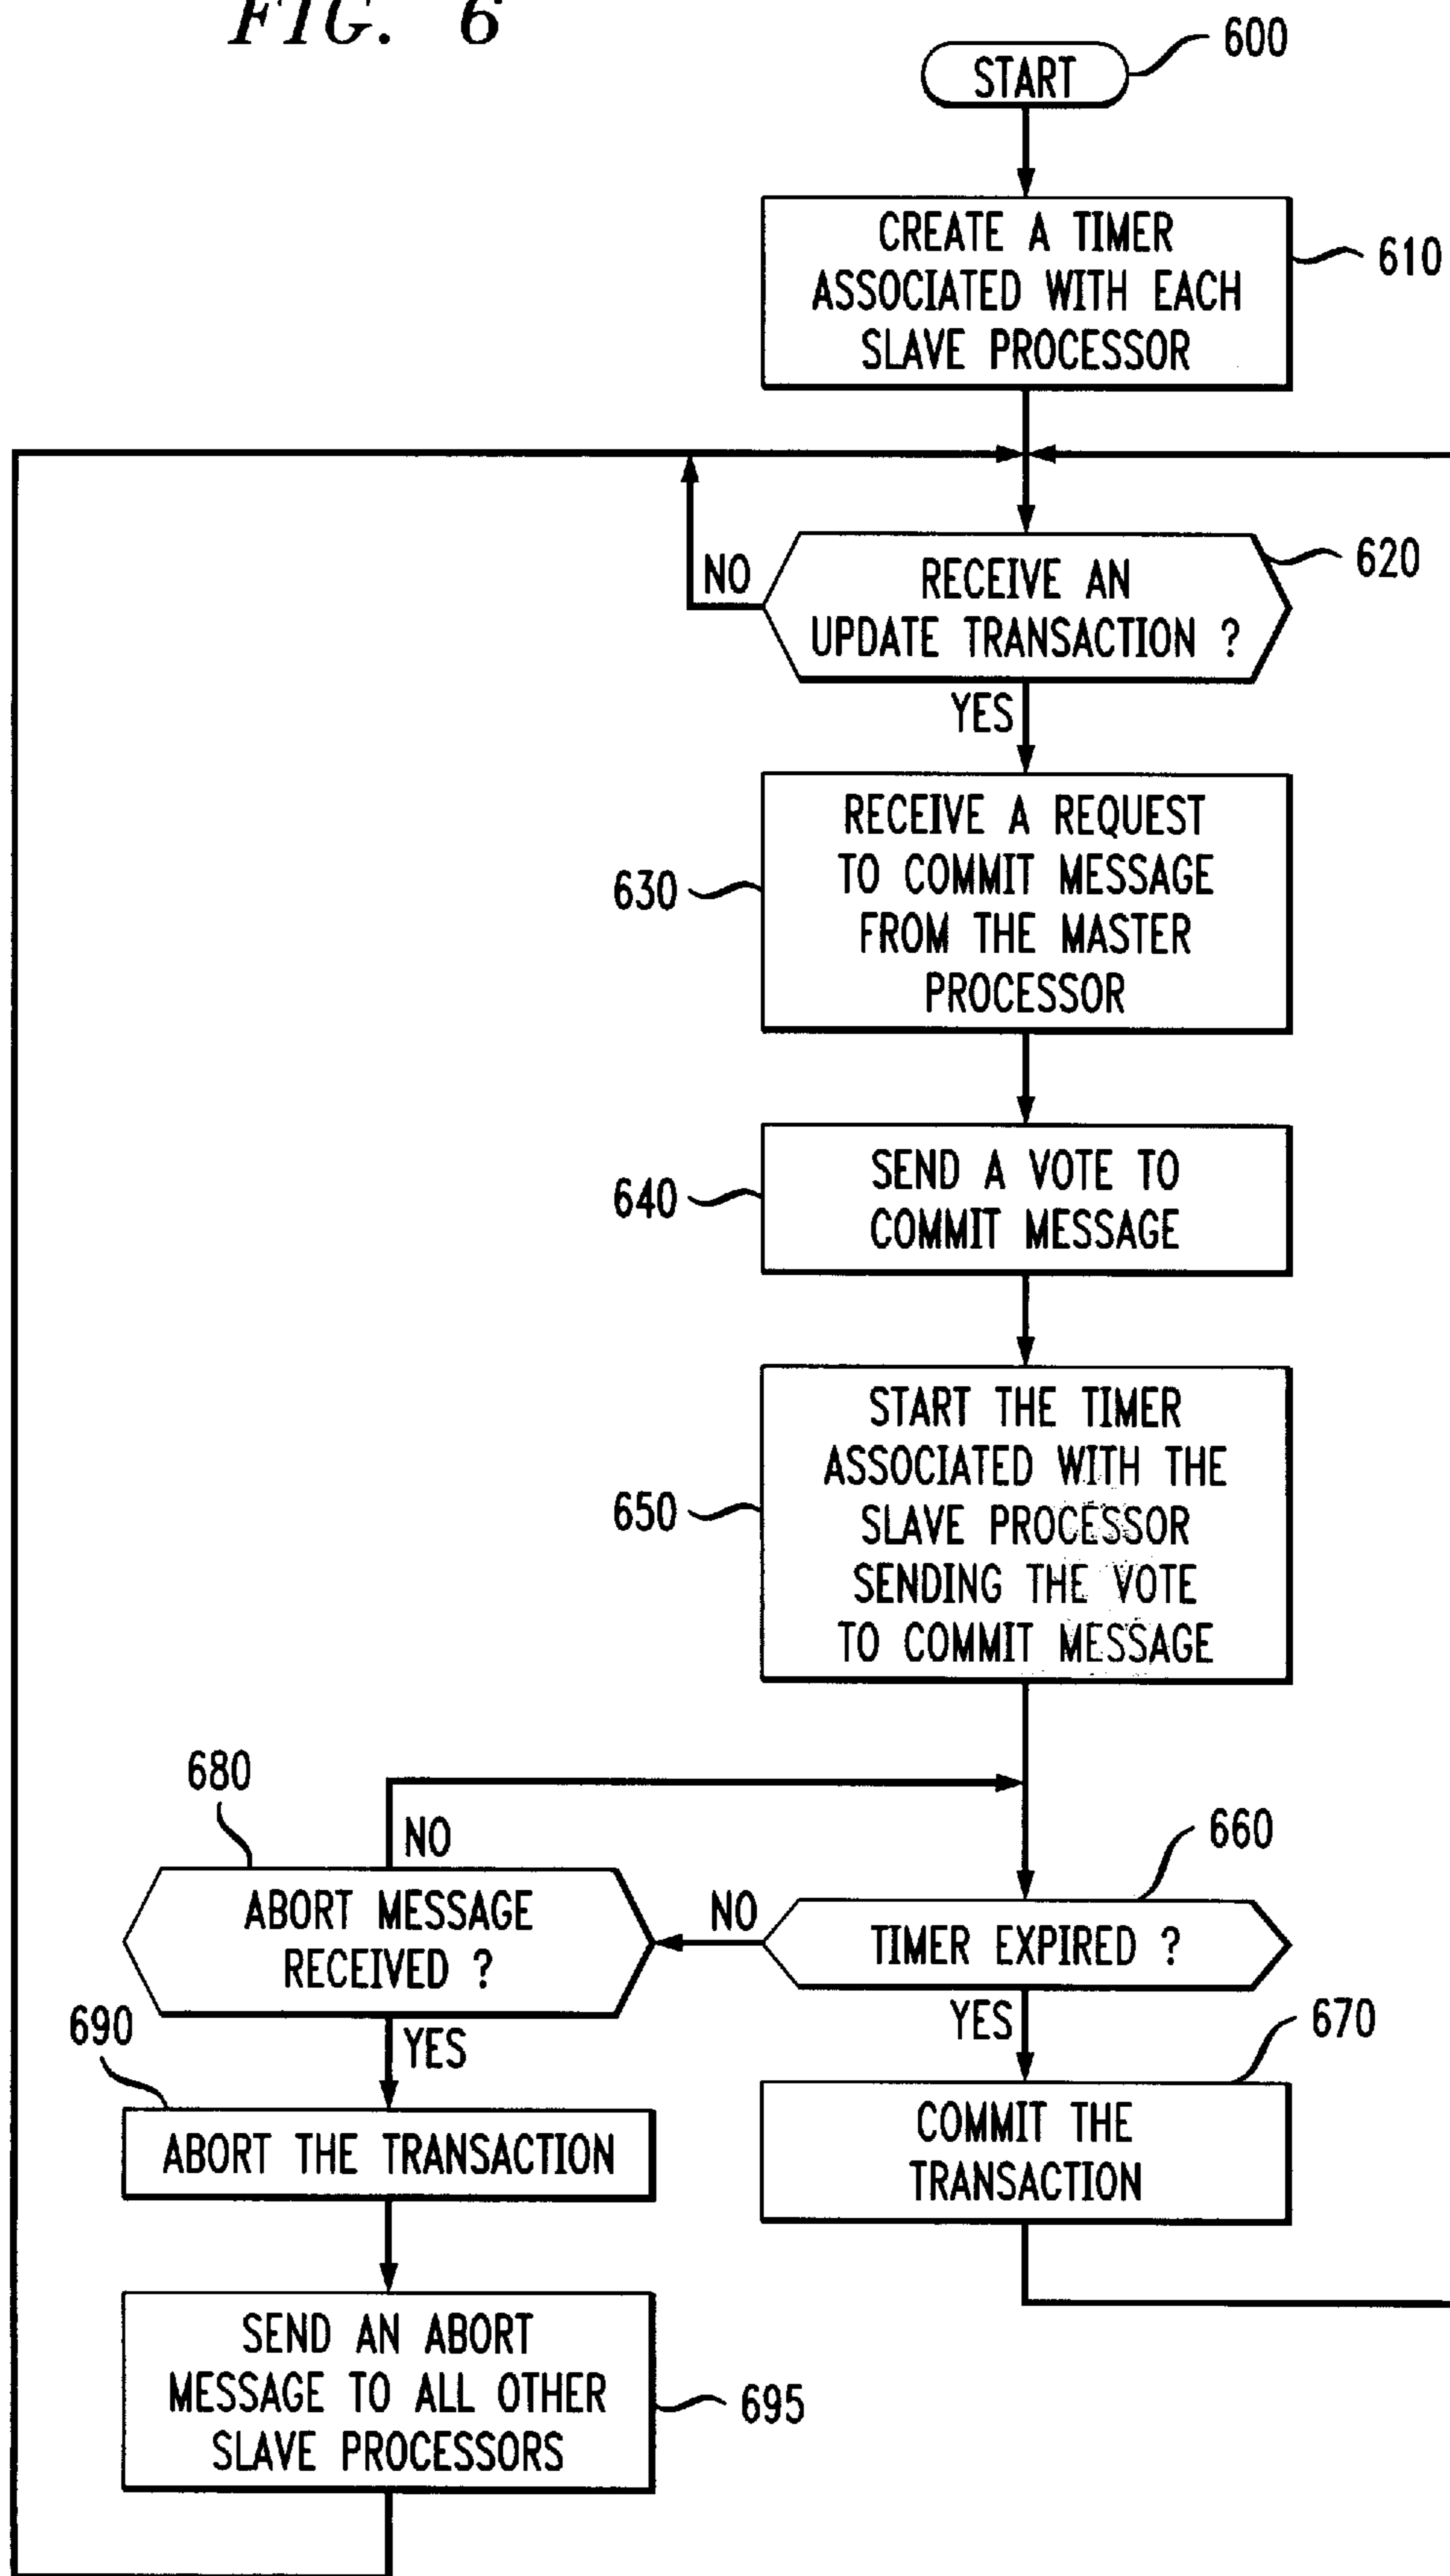 FIG. 6
START
600
CREATE A TIMER
ASSOCIATED WITH EACH
SLAVE PROCESSOR
610
NO
RECEIVE AN
UPDATE TRANSACTION ?
620
YES
RECEIVE A REQUEST
TO COMMIT MESSAGE
FROM THE MASTER
PROCESSOR
630
SEND A VOTE TO
COMMIT MESSAGE
640
START THE TIMER
ASSOCIATED WITH THE
SLAVE PROCESSOR
SENDING THE VOTE
TO COMMIT MESSAGE
650
680
NO
660
ABORT MESSAGE
RECEIVED ?
NO
TIMER EXPIRED ?
690
YES
YES
670
ABORT THE TRANSACTION
COMMIT THE
TRANSACTION
SEND AN ABORT
MESSAGE TO ALL OTHER
SLAVE PROCESSORS
695